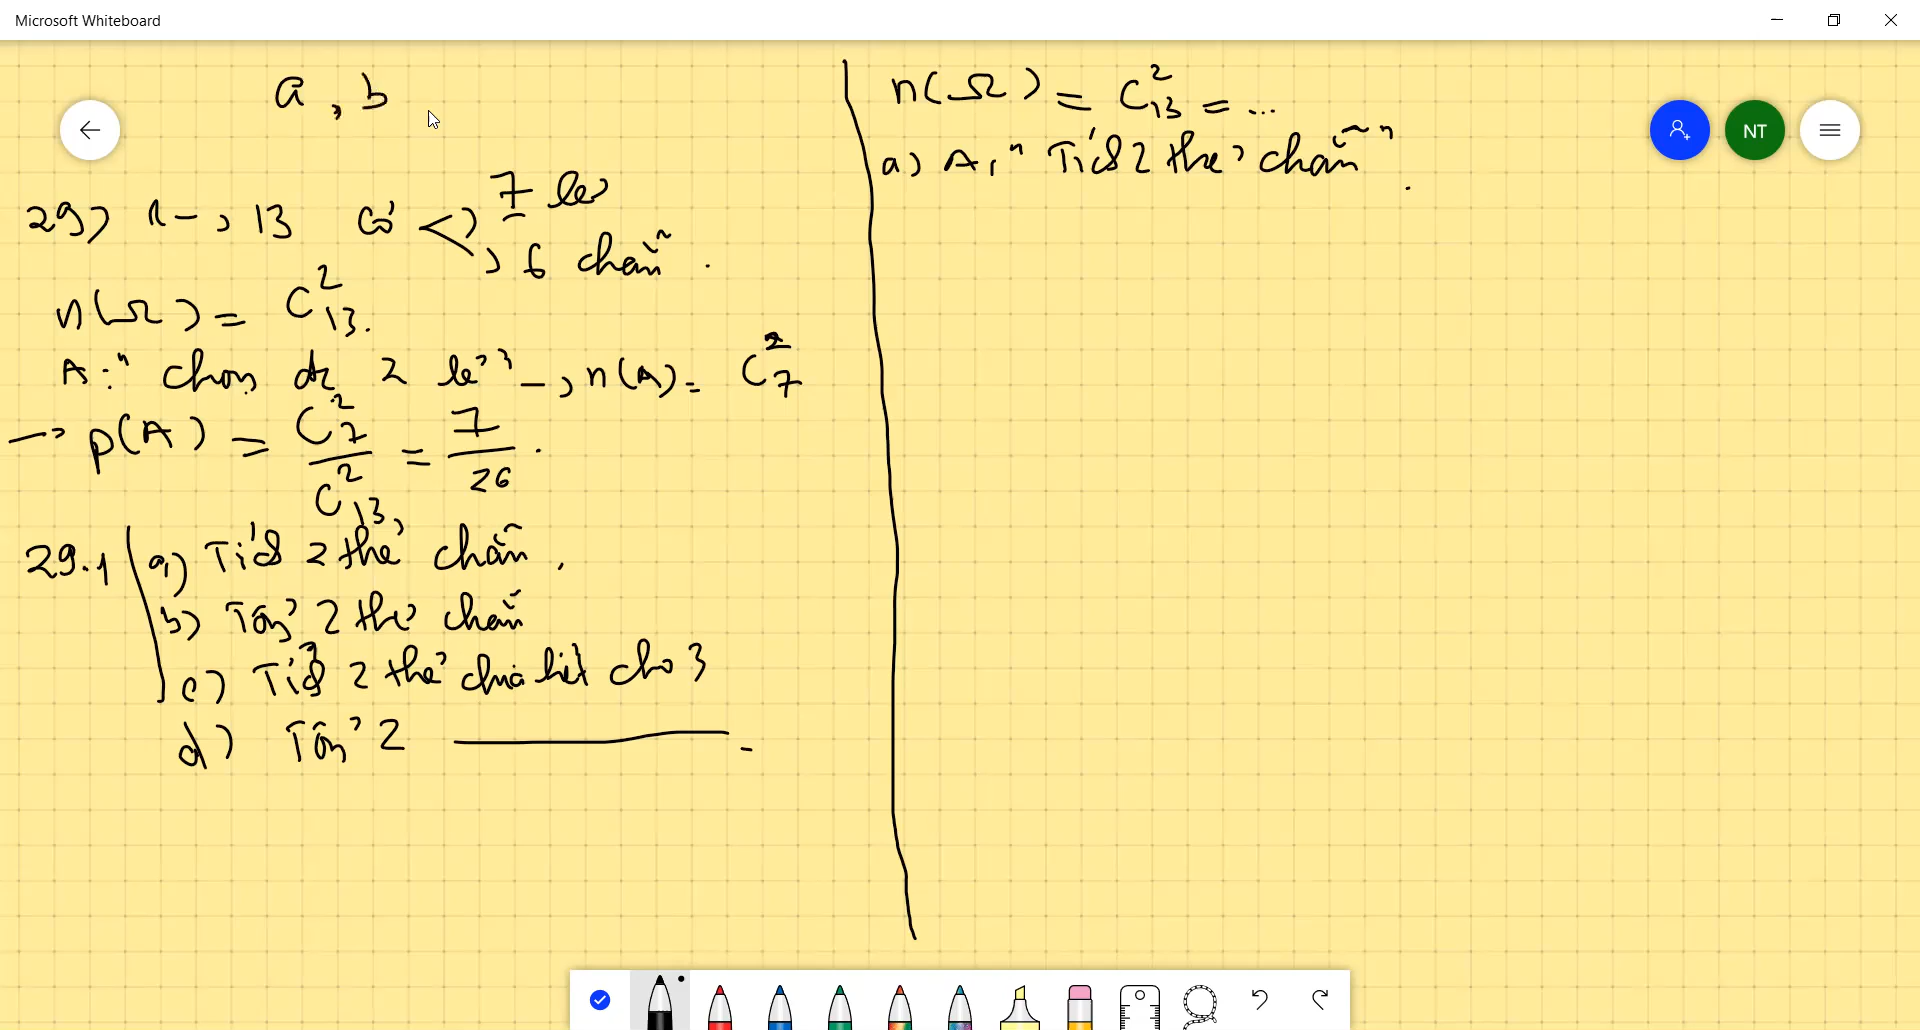 Microsoft Whiteboard
a, b
29) 1 → 13 có 7 lẻ
6 chẵn.
n(Ω) = C²₁₃.
A: " chọn đc 2 lẻ " → n(A) = C²₇
→ p(A) = C²₇ / C²₁₃ = 7/26.
29.1 a) Tích 2 thẻ chẵn.
b) Tổng 2 thẻ chẵn
c) Tích 2 thẻ chia hết cho 3
d) Tổng 2 ———.
n(Ω) = C²₁₃ = ...
a) A: " Tích 2 thẻ chẵn ".
NT